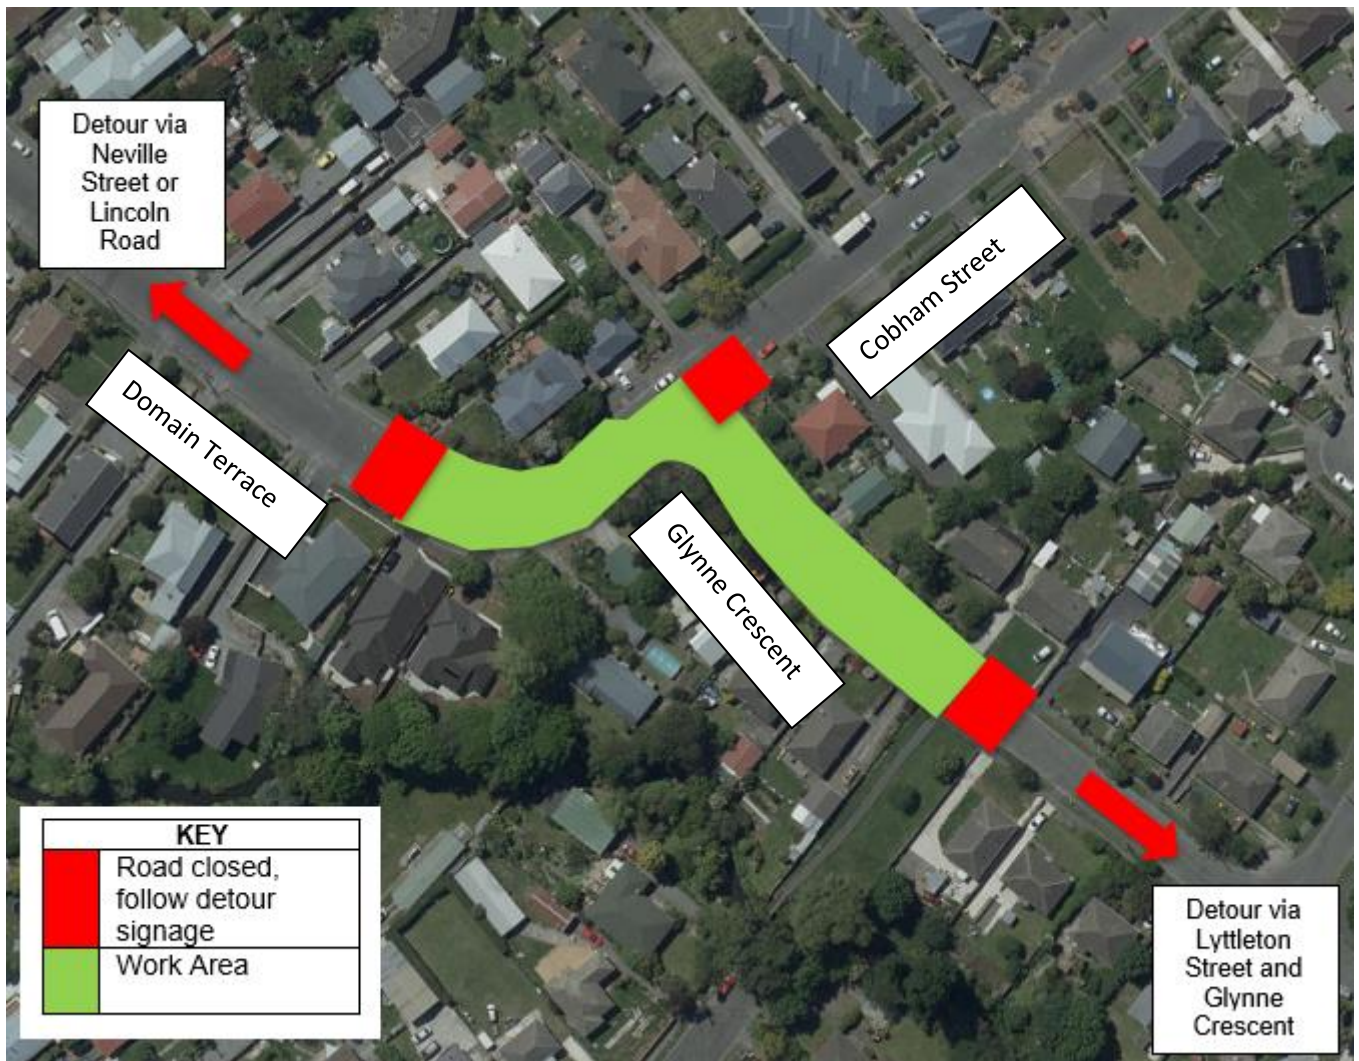 Detour via
Neville
Street or
Lincoln
Road
Cobham Street
Domain Terrace
Glynne Crescent
KEY
Road closed,
follow detour
signage
Work Area
Detour via
Lyttleton
Street and
Glynne
Crescent